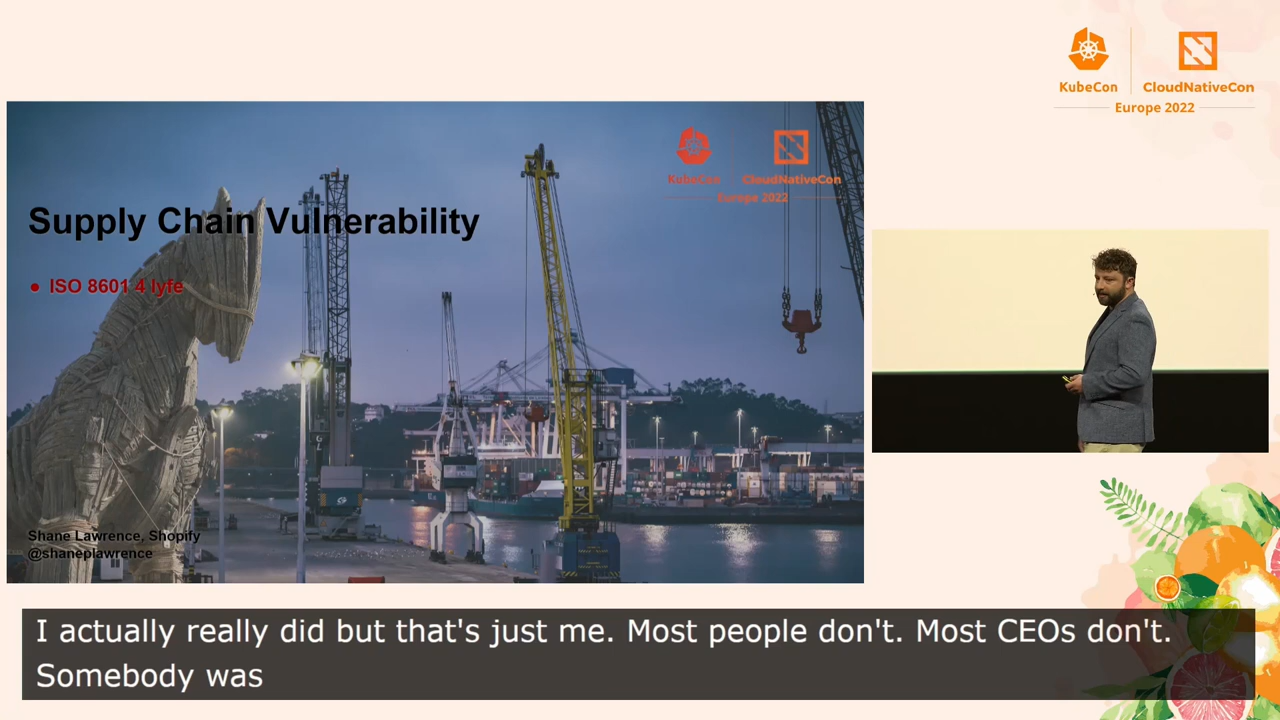 KubeCon
CloudNativeCon
Europe 2022
KubeCon
CloudNativeCon
Europe 2022
Supply Chain Vulnerability
● ISO 8601 4 lyfe
Shane Lawrence, Shopify
@shaneplawrence
I actually really did but that's just me. Most people don't. Most CEOs don't.
Somebody was